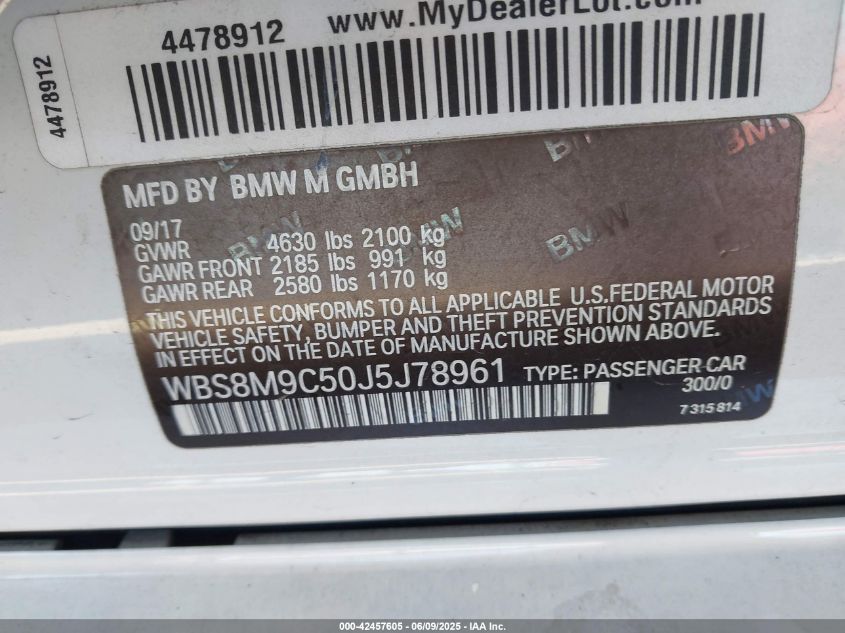 www.MyDealerLot.com
4478912
4478912
BMW
MFD BY BMW M GMBH
09/17
GVWR 4630 lbs 2100 kg
GAWR FRONT 2185 lbs 991 kg
GAWR REAR 2580 lbs 1170 kg
THIS VEHICLE CONFORMS TO ALL APPLICABLE U.S.FEDERAL MOTOR
VEHICLE SAFETY, BUMPER AND THEFT PREVENTION STANDARDS
IN EFFECT ON THE DATE OF MANUFACTURE SHOWN ABOVE.
WBS8M9C50J5J78961 TYPE: PASSENGER CAR
300/0
7 315 814
000-42457605 / 06/09/2025 - IAA Inc.